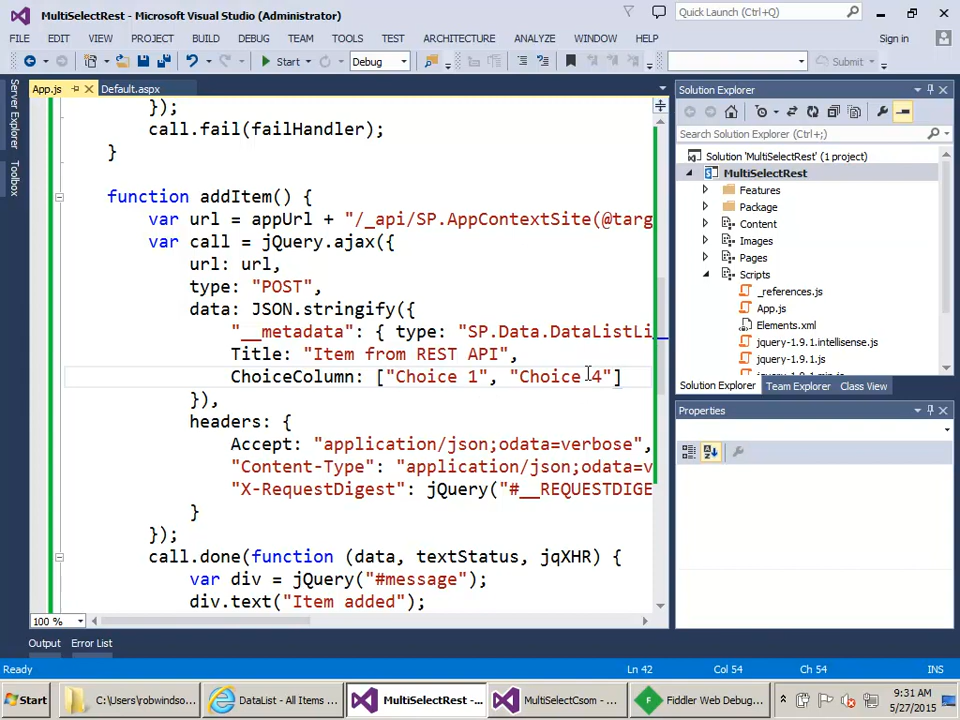 MultiSelectRest - Microsoft Visual Studio (Administrator)
Quick Launch (Ctrl+Q)
FILE EDIT VIEW PROJECT BUILD DEBUG TEAM TOOLS TEST ARCHITECTURE ANALYZE WINDOW HELP
Sign in
Start Debug Submit
App.js Default.aspx
Server Explorer
Toolbox
});
call.fail(failHandler);
}
function addItem() {
var url = appUrl + "/_api/SP.AppContextSite(@targ
var call = jQuery.ajax({
url: url,
type: "POST",
data: JSON.stringify({
"__metadata": { type: "SP.Data.DataListLi
Title: "Item from REST API",
ChoiceColumn: ["Choice 1", "Choice 4"]
}),
headers: {
Accept: "application/json;odata=verbose",
"Content-Type": "application/json;odata=v
"X-RequestDigest": jQuery("#__REQUESTDIGE
}
});
call.done(function (data, textStatus, jqXHR) {
var div = jQuery("#message");
div.text("Item added");
100 %
Solution Explorer
Search Solution Explorer (Ctrl+;)
Solution 'MultiSelectRest' (1 project)
MultiSelectRest
Features
Package
Content
Images
Pages
Scripts
_references.js
App.js
Elements.xml
jquery-1.9.1.intellisense.js
jquery-1.9.1.js
Solution Explorer Team Explorer Class View
Properties
Output Error List
Ready Ln 42 Col 54 Ch 54 INS
Start C:\Users\robwindso... DataList - All Items ... MultiSelectRest -... MultiSelectCsom - ... Fiddler Web Debug... 9:31 AM
5/27/2015